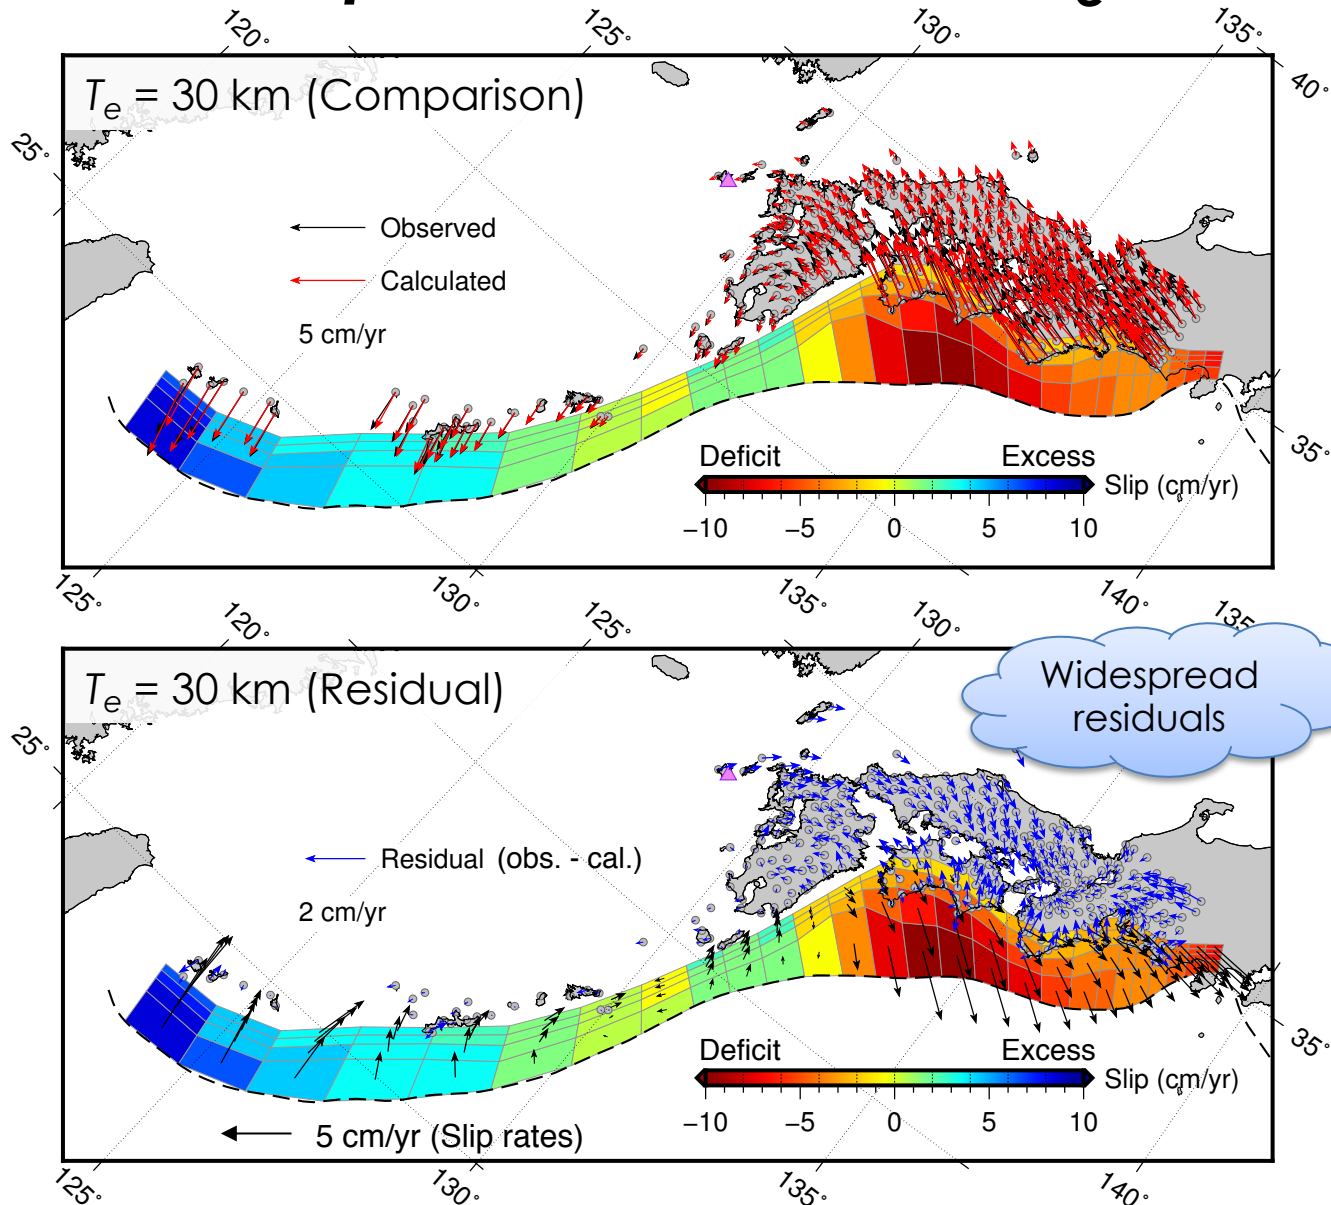 120°
125°
130°
135°
T_e = 30 km (Comparison)
40°
25°
Observed
Calculated
5 cm/yr
Deficit Excess
Slip (cm/yr)
−10 −5 0 5 10
35°
125°
130°
135°
140°
120°
125°
130°
135°
T_e = 30 km (Residual)
Widespread
residuals
25°
Residual (obs. - cal.)
2 cm/yr
Deficit Excess
Slip (cm/yr)
−10 −5 0 5 10
35°
5 cm/yr (Slip rates)
125°
130°
135°
140°